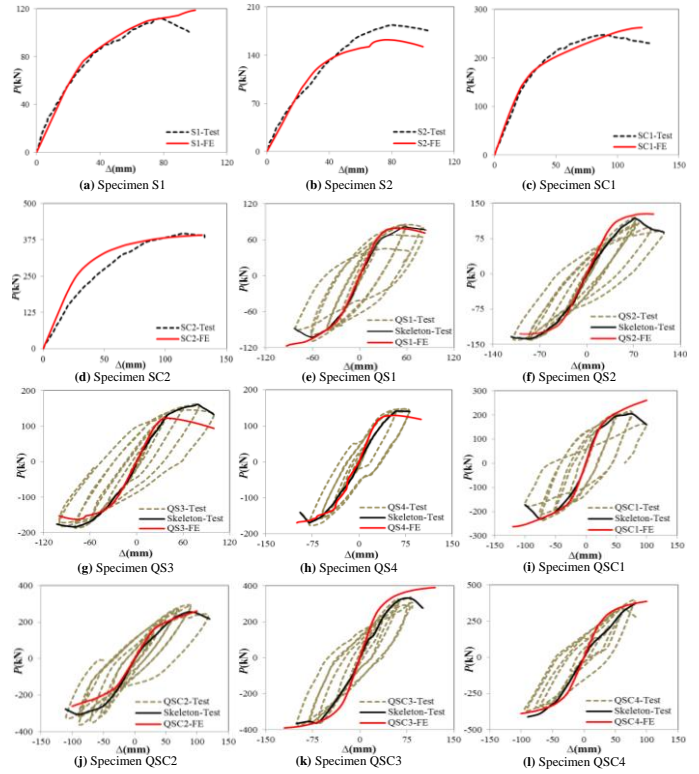 P(kN)
120
80
40
0
0
40
80
120
S1-Test
S1-FE
Δ(mm)
(a) Specimen S1
P(kN)
210
140
70
0
0
40
80
120
S2-Test
S2-FE
Δ(mm)
(b) Specimen S2
P(kN)
300
200
100
0
0
50
100
150
SC1-Test
SC1-FE
Δ(mm)
(c) Specimen SC1
P(kN)
500
375
250
125
0
0
50
100
150
SC2-Test
SC2-FE
Δ(mm)
(d) Specimen SC2
P(kN)
120
60
0
-60
-120
-120
-60
0
60
120
QS1-Test
Skeleton-Test
QS1-FE
Δ(mm)
(e) Specimen QS1
P(kN)
150
75
0
-75
-150
-140
-70
0
70
140
QS2-Test
Skeleton-Test
QS2-FE
Δ(mm)
(f) Specimen QS2
P(kN)
200
100
0
-100
-200
-120
-60
0
60
120
QS3-Test
Skeleton-Test
QS3-FE
Δ(mm)
(g) Specimen QS3
P(kN)
200
100
0
-100
-200
-150
-75
0
75
150
QS4-Test
Skeleton-Test
QS4-FE
Δ(mm)
(h) Specimen QS4
P(kN)
300
200
100
0
-100
-200
-300
-150
-100
-50
0
50
100
150
QSC1-Test
Skeleton-Test
QSC1-FE
Δ(mm)
(i) Specimen QSC1
P(kN)
400
200
0
-200
-400
-150
-100
-50
0
50
100
150
QSC2-Test
Skeleton-Test
QSC2-FE
Δ(mm)
(j) Specimen QSC2
P(kN)
400
200
0
-200
-400
-150
-75
0
75
150
QSC3-Test
Skeleton-Test
QSC3-FE
Δ(mm)
(k) Specimen QSC3
P(kN)
500
250
0
-250
-500
-150
-100
-50
0
50
100
150
QSC4-Test
Skeleton-Test
QSC4-FE
Δ(mm)
(l) Specimen QSC4